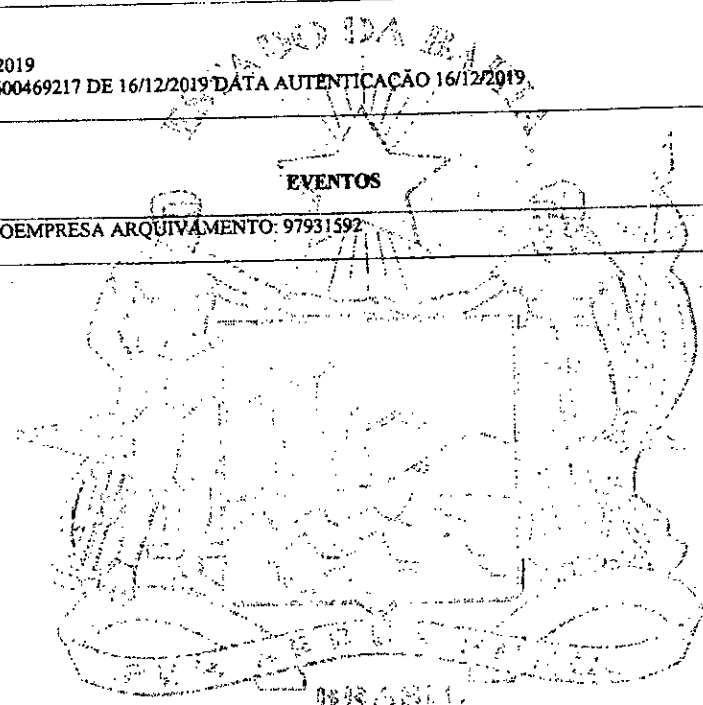 2019
600469217 DE 16/12/2019 DATA AUTENTICAÇÃO 16/12/2019
EVENTOS
OEMPRESA ARQUIVAMENTO: 97931592